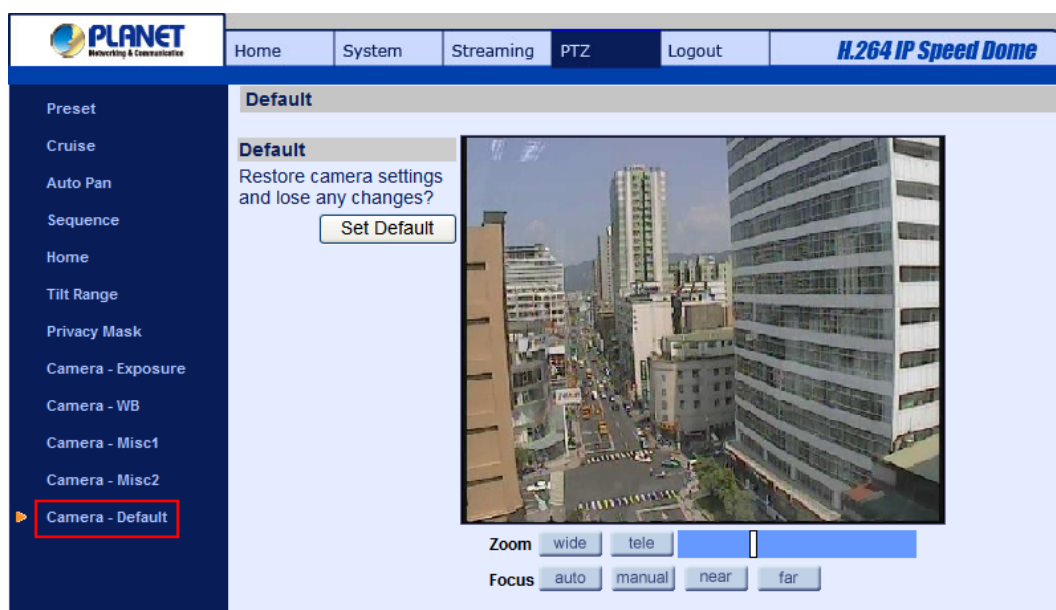 PLANET
Networking & Communication
Home
System
Streaming
PTZ
Logout
H.264 IP Speed Dome
Preset
Cruise
Auto Pan
Sequence
Home
Tilt Range
Privacy Mask
Camera - Exposure
Camera - WB
Camera - Misc1
Camera - Misc2
Camera - Default
Default
Default
Restore camera settings
and lose any changes?
Set Default
Zoom
wide
tele
Focus
auto
manual
near
far